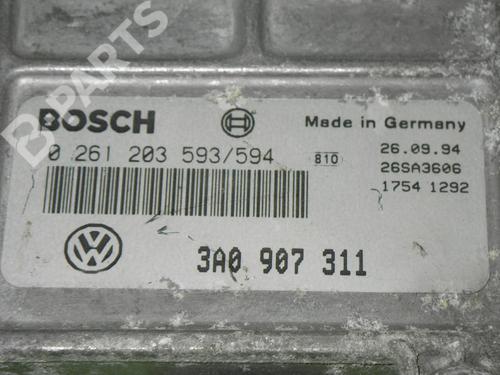 B-PARTS
BOSCH
Made in Germany
0 261 203 593/594
810
26.09.94
26SA3606
1754 1292
3A0 907 311